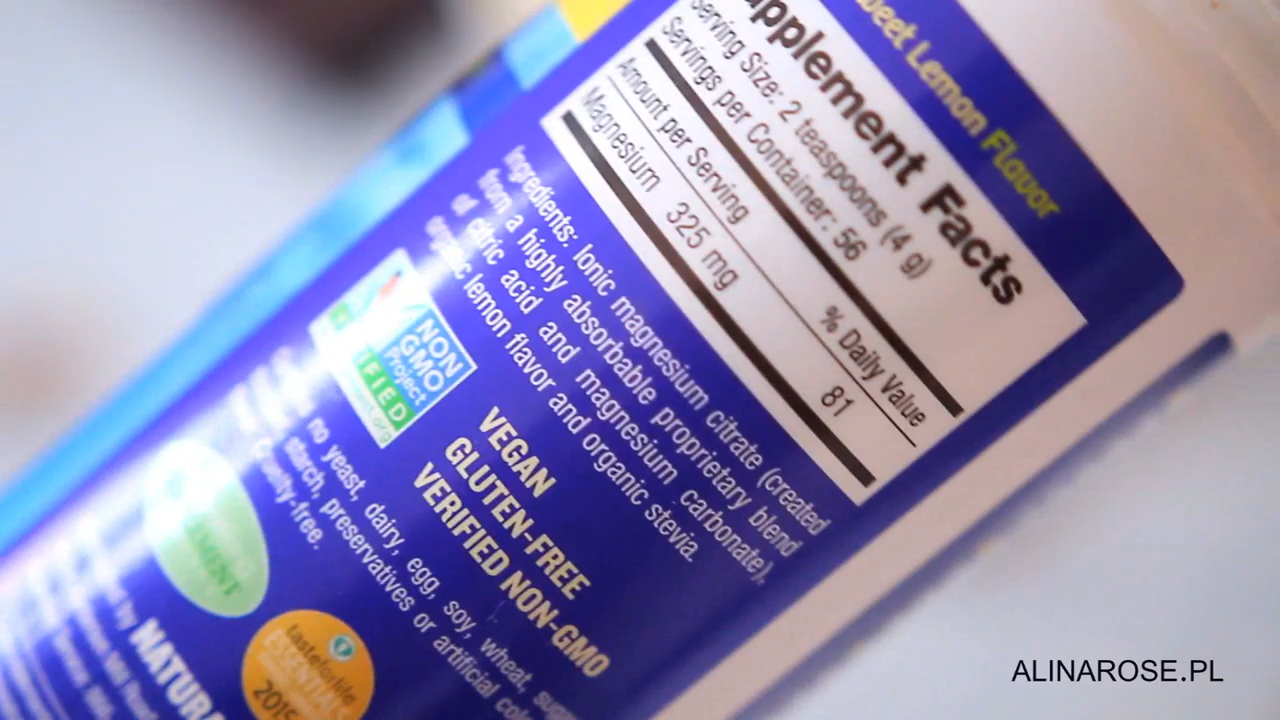 Sweet Lemon Flavor
Supplement Facts
Serving Size: 2 teaspoons (4 g)
Servings per Container: 56
Amount per Serving % Daily Value
Magnesium 325 mg 81
Ingredients: Ionic magnesium citrate (created
from a highly absorbable proprietary blend
of citric acid and magnesium carbonate),
organic lemon flavor and organic stevia.
NON
GMO
Project
VEGAN
GLUTEN-FREE
VERIFIED NON-GMO
no yeast, dairy, egg, soy, wheat,
starch, preservatives or artificial
Cruelty-free.
taste for life
ESSENTIALS
2015
by NATURAL
ALINAROSE.PL